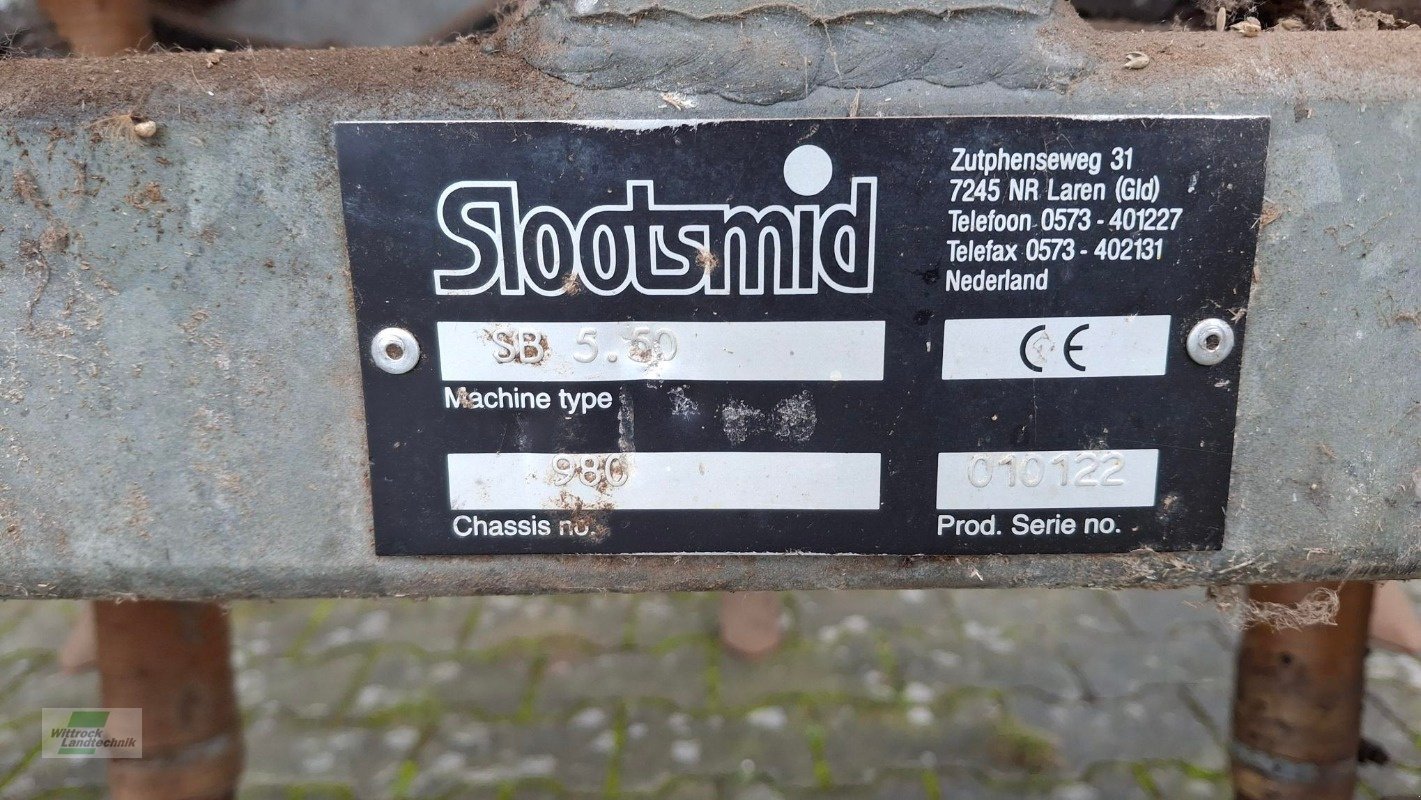 Slootsmid
Zutphenseweg 31
7245 NR Laren (Gld)
Telefoon 0573 - 401227
Telefax 0573 - 402131
Nederland
SB 5.50
CE
Machine type
980
010122
Chassis no.
Prod. Serie no.
Wittrock
Landtechnik